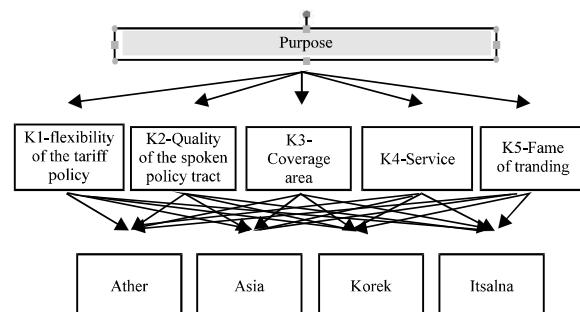 Purpose
K1-flexibility
of the tariff
policy
K2-Quality
of the spoken
policy tract
K3-
Coverage
area
K4-Service
K5-Fame
of tranding
Ather
Asia
Korek
Itsalna